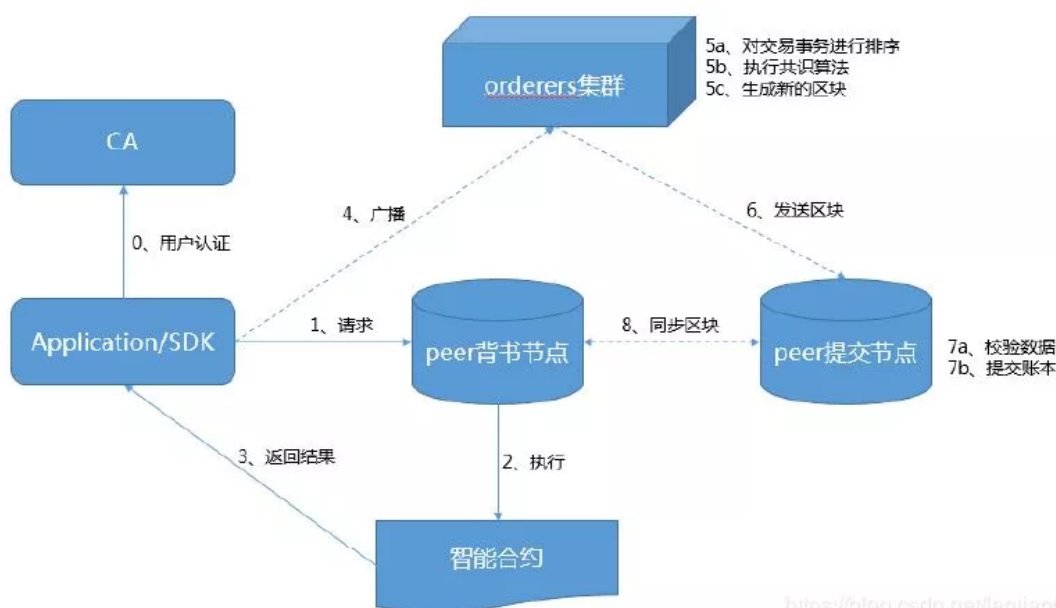 orderers集群
5a、对交易事务进行排序
5b、执行共识算法
5c、生成新的区块
CA
4、广播
6、发送区块
0、用户认证
Application/SDK
1、请求
peer背书节点
8、同步区块
peer提交节点
7a、校验数据
7b、提交账本
3、返回结果
2、执行
智能合约